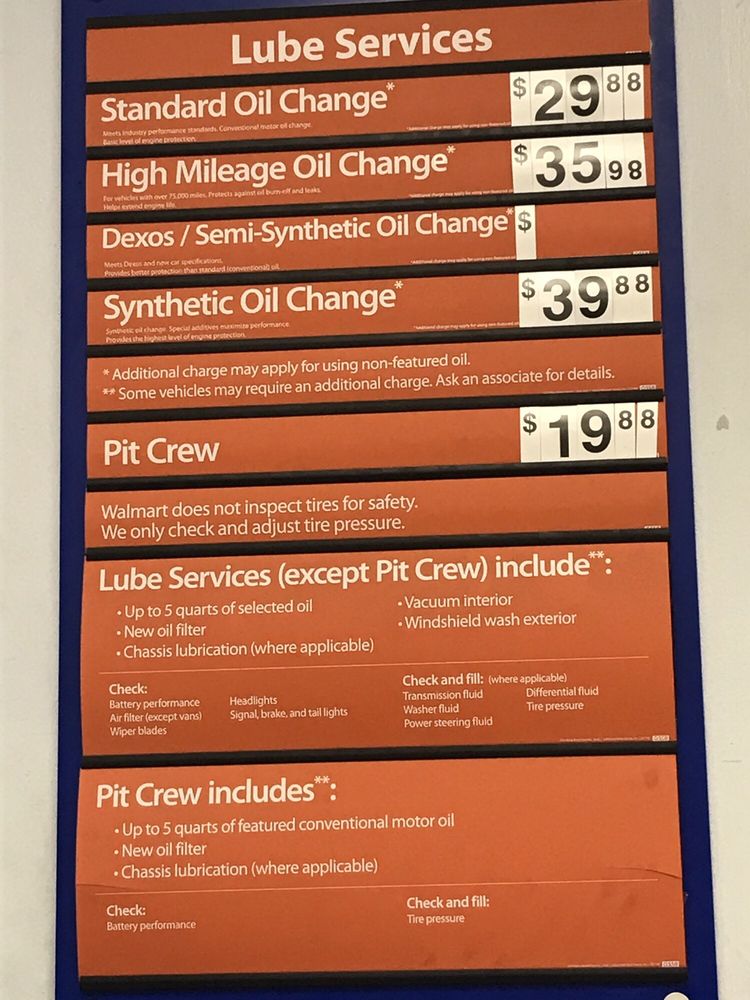 Lube Services
Standard Oil Change* $29 88
Meets industry performance standards. Conventional motor oil change.
Basic level of engine protection.
High Mileage Oil Change* $35 98
For vehicles with over 75,000 miles. Protects against oil burn-off and leaks.
Helps extend engine life.
Dexos / Semi-Synthetic Oil Change* $
Meets Dexos and new car specifications.
Provides better protection than standard (conventional) oil.
Synthetic Oil Change* $39 88
Synthetic oil change. Special additives maximize performance.
Provides the highest level of engine protection.
*Additional charge may apply for using non-featured oil
* Additional charge may apply for using non-featured oil.
** Some vehicles may require an additional charge. Ask an associate for details.
Pit Crew $19 88
Walmart does not inspect tires for safety.
We only check and adjust tire pressure.
Lube Services (except Pit Crew) include**:
• Up to 5 quarts of selected oil
• New oil filter
• Chassis lubrication (where applicable)
• Vacuum interior
• Windshield wash exterior
Check:
Battery performance
Air filter (except vans)
Wiper blades
Headlights
Signal, brake, and tail lights
Check and fill: (where applicable)
Transmission fluid
Washer fluid
Power steering fluid
Differential fluid
Tire pressure
Pit Crew includes**:
• Up to 5 quarts of featured conventional motor oil
• New oil filter
• Chassis lubrication (where applicable)
Check:
Battery performance
Check and fill:
Tire pressure